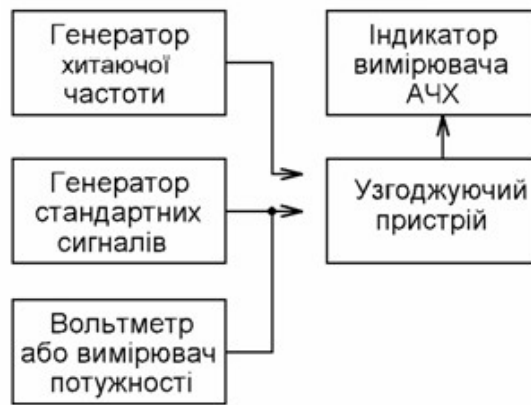 Генератор
хитаючої
частоти
Індикатор
вимірювача
АЧХ
Генератор
стандартних
сигналів
Узгоджуючий
пристрій
Вольтметр
або вимірювач
потужності